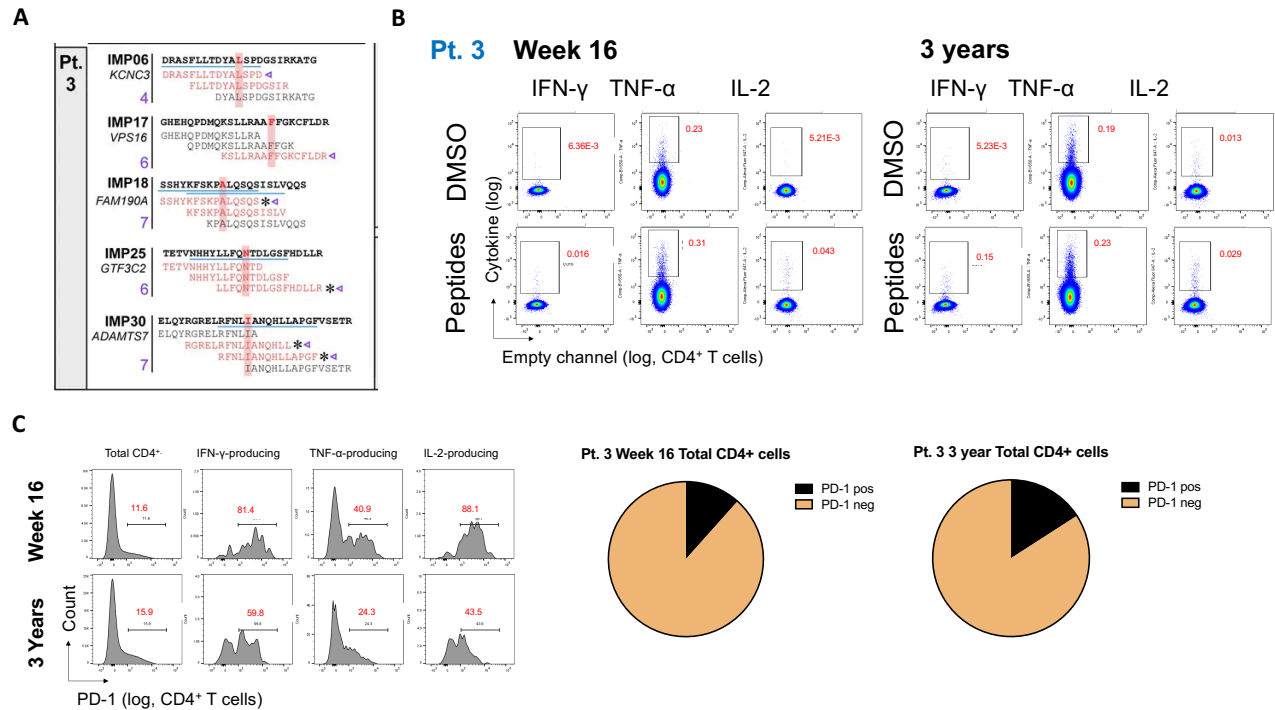 A
Pt.
3
IMP06 DRASFLLTDYALSPDGSIRKATG
KCNC3 DRASFLLTDYALSPD
FLLTDYALSPDGSIR
4 DYALSPDGSIRKATG
IMP17 GHEHQPDMQKSLLRAAFFGKCFLDR
VPS16 GHEHQPDMQKSLLRA
QPDMQKSLLRAAFFGK
6 KSLLRAAFFGKCFLDR
IMP18 SSHYKFSKPALQSQSISLVQQS
FAM190A SSHYKFSKPALQSQS*
KFSKPALQSQSISLV
7 KPALQSQSISLVQQS
IMP25 TETVNHHYLLFQNTDLGSFHDLLR
GTF3C2 TETVNHHYLLFQNTD
NHHYLLFQNTDLGSF
6 LLFQNTDLGSFHDLLR*
IMP30 ELQYRGRELRFNLIANQHLLAPGFVSETR
ADAMTS7 ELQYRGRELRFNLIA
RGRELRFNLIANQHLL*
RFNLIANQHLLAPGF*
7 IANQHLLAPGFVSETR
B
Pt. 3 Week 16 3 years
IFN-γ TNF-α IL-2 IFN-γ TNF-α IL-2
DMSO 6.36E-3 0.23 5.21E-3 DMSO 5.23E-3 0.19 0.013
Peptides 0.016 0.31 0.043 Peptides 0.15 0.23 0.029
Cytokine (log)
Empty channel (log, CD4⁺ T cells)
C
Total CD4⁺ IFN-γ-producing TNF-α-producing IL-2-producing
Week 16 11.6 81.4 40.9 88.1
3 Years 15.9 59.8 24.3 43.5
Count
PD-1 (log, CD4⁺ T cells)
Pt. 3 Week 16 Total CD4+ cells
PD-1 pos
PD-1 neg
Pt. 3 3 year Total CD4+ cells
PD-1 pos
PD-1 neg